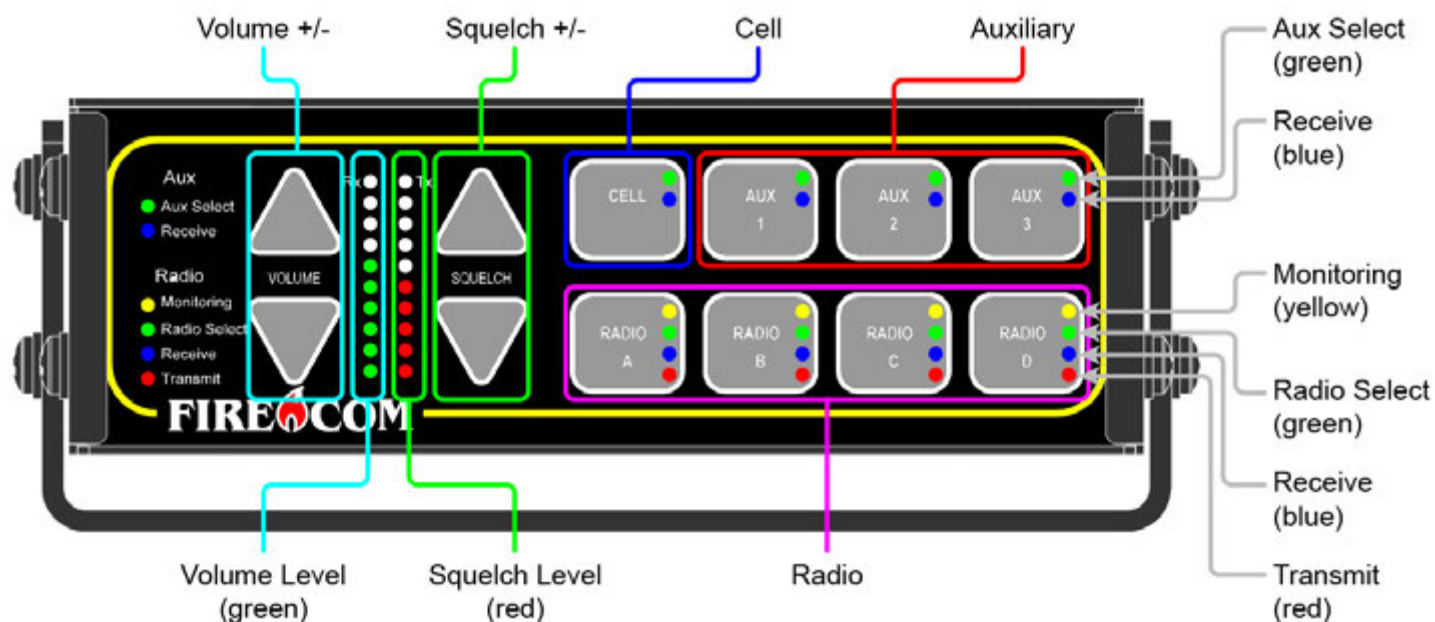 Volume +/-
Squelch +/-
Cell
Auxiliary
Aux Select
(green)
Receive
(blue)
Monitoring
(yellow)
Radio Select
(green)
Receive
(blue)
Transmit
(red)
Aux
Aux Select
Receive
Radio
Monitoring
Radio Select
Receive
Transmit
VOLUME
Rx
Tx
SQUELCH
CELL
AUX
1
AUX
2
AUX
3
RADIO
A
RADIO
B
RADIO
C
RADIO
D
FIRECOM
Volume Level
(green)
Squelch Level
(red)
Radio